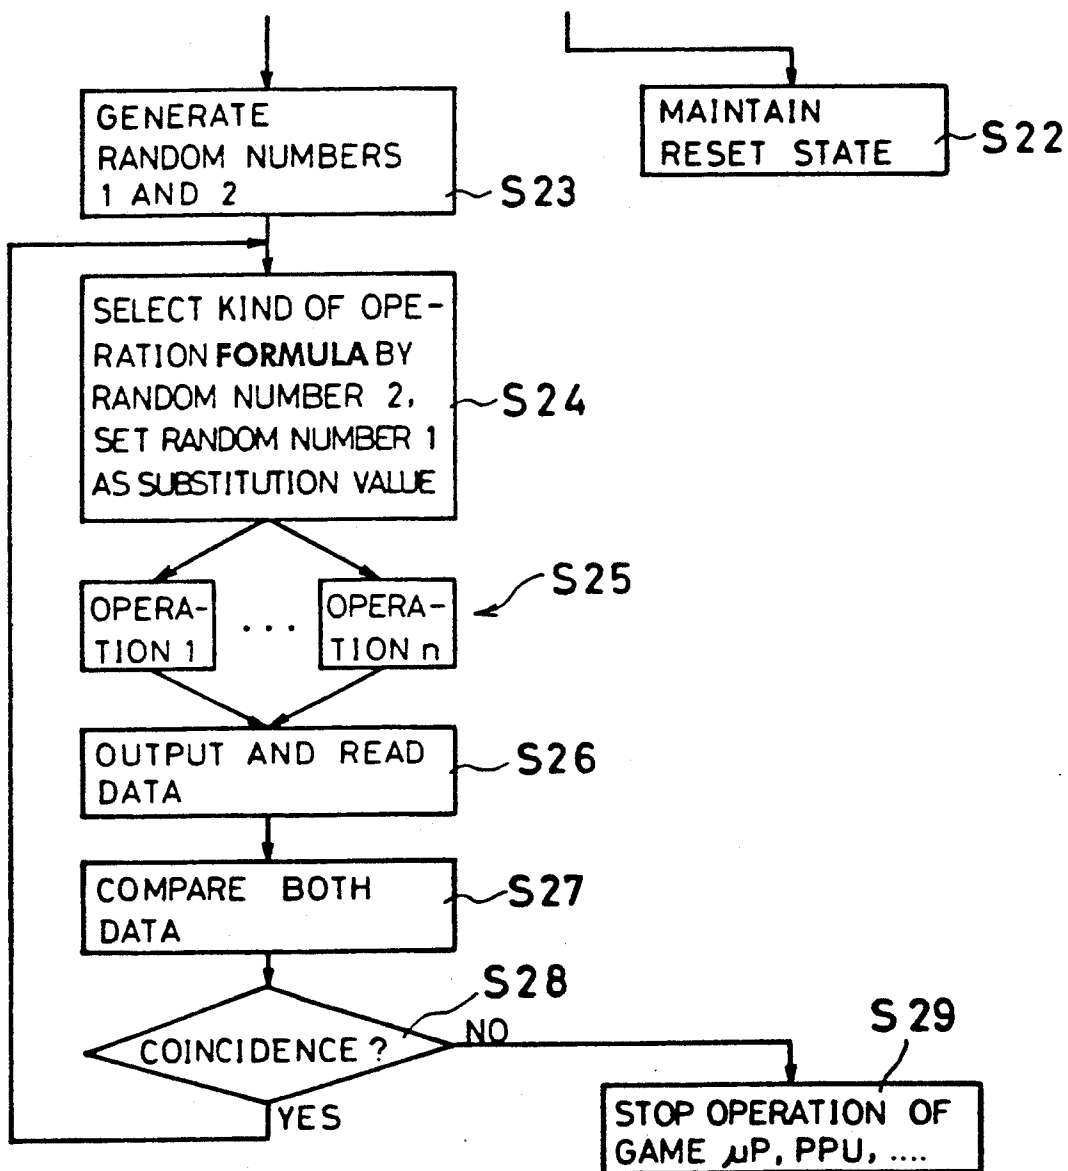 GENERATE
RANDOM NUMBERS
1 AND 2
S23
MAINTAIN
RESET STATE
S22
SELECT KIND OF OPE-
RATION FORMULA BY
RANDOM NUMBER 2,
SET RANDOM NUMBER 1
AS SUBSTITUTION VALUE
S24
OPERA-
TION 1
...
OPERA-
TION n
S25
OUTPUT AND READ
DATA
S26
COMPARE BOTH
DATA
S27
COINCIDENCE?
S28
NO
YES
S29
STOP OPERATION OF
GAME μP, PPU, ....